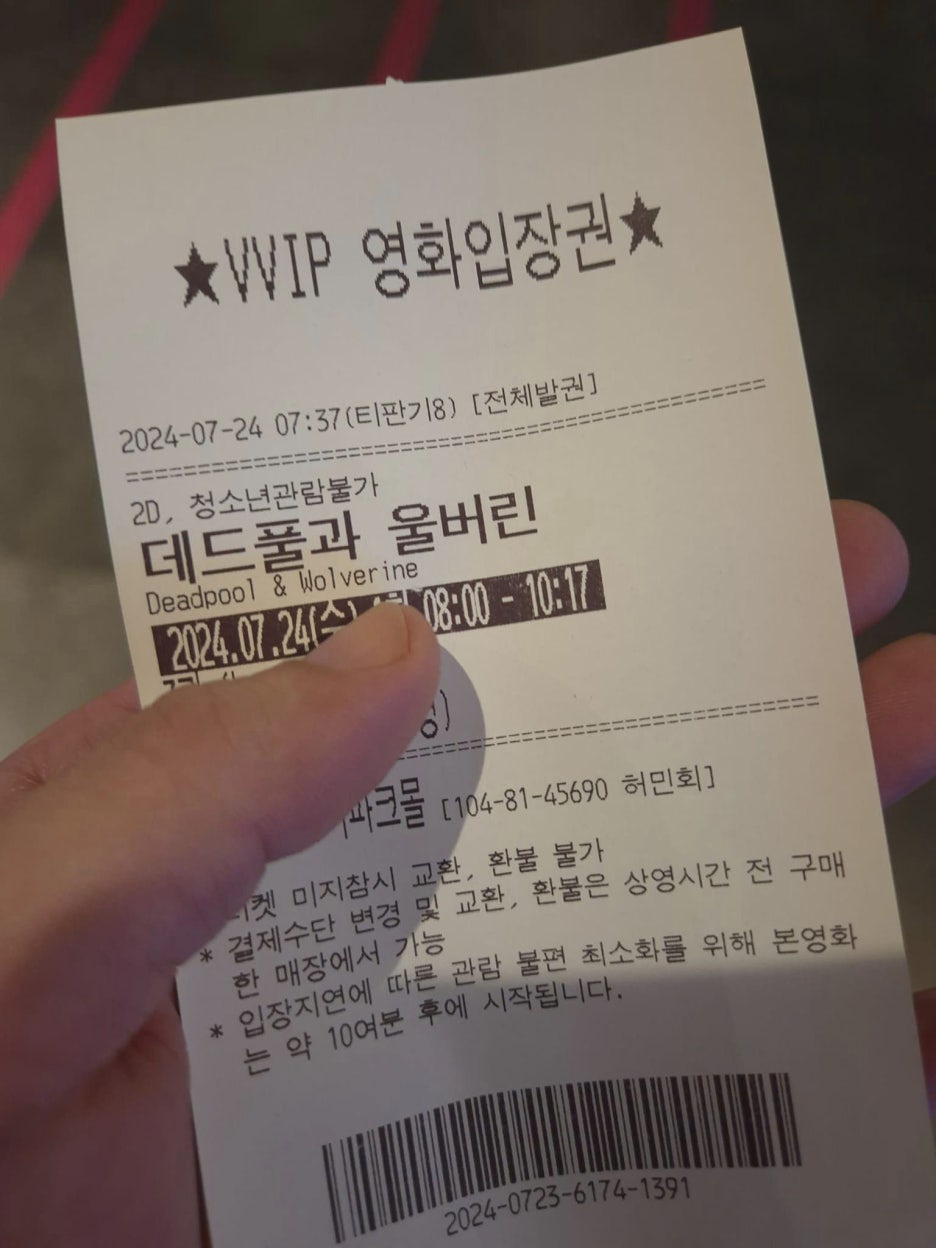 ★VVIP 영화입장권★
2024-07-24 07:37(티판기8) [전체발권]
2D, 청소년관람불가
데드풀과 울버린
Deadpool & Wolverine
2024.07.24(수) 08:00 - 10:17
[104-81-45690 허민회]
미지참시 교환, 환불 불가
* 결제수단 변경 및 교환, 환불은 상영시간 전 구매
한 매장에서 가능
* 입장지연에 따른 관람 불편 최소화를 위해 본영화
는 약 10여분 후에 시작됩니다.
2024-0723-6174-1391